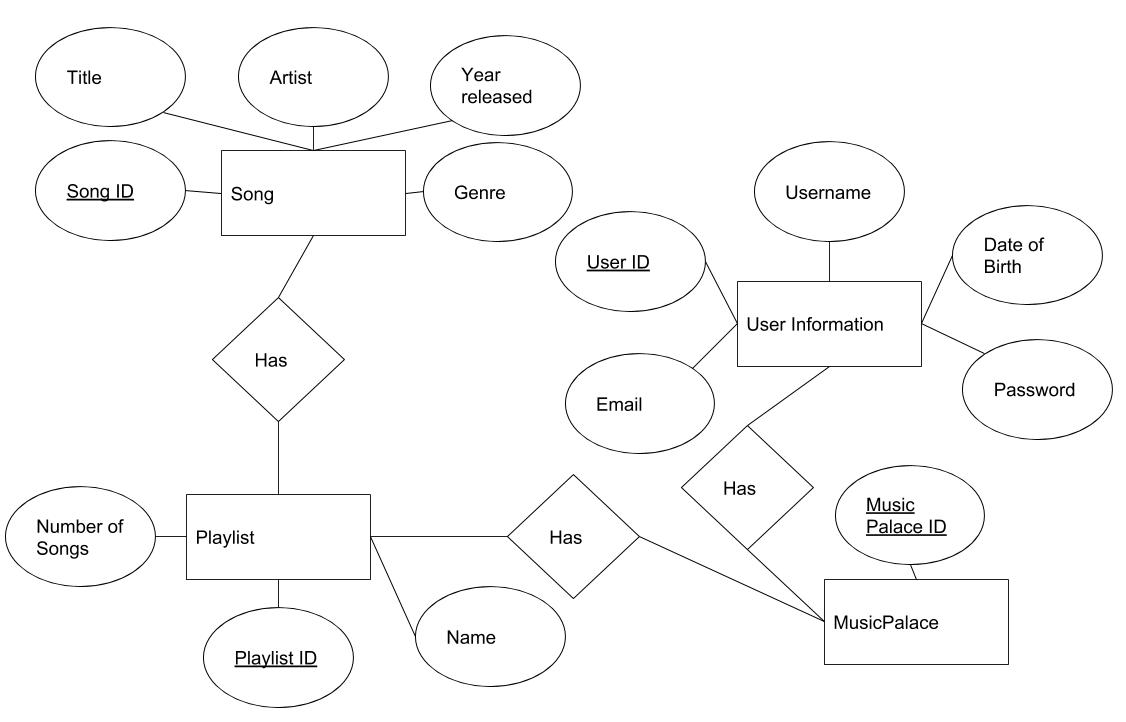 Title
Artist
Year
released
Song ID
Song
Genre
Username
User ID
Date of
Birth
User Information
Has
Email
Password
Has
Music
Palace ID
Number of
Songs
Playlist
Has
MusicPalace
Name
Playlist ID